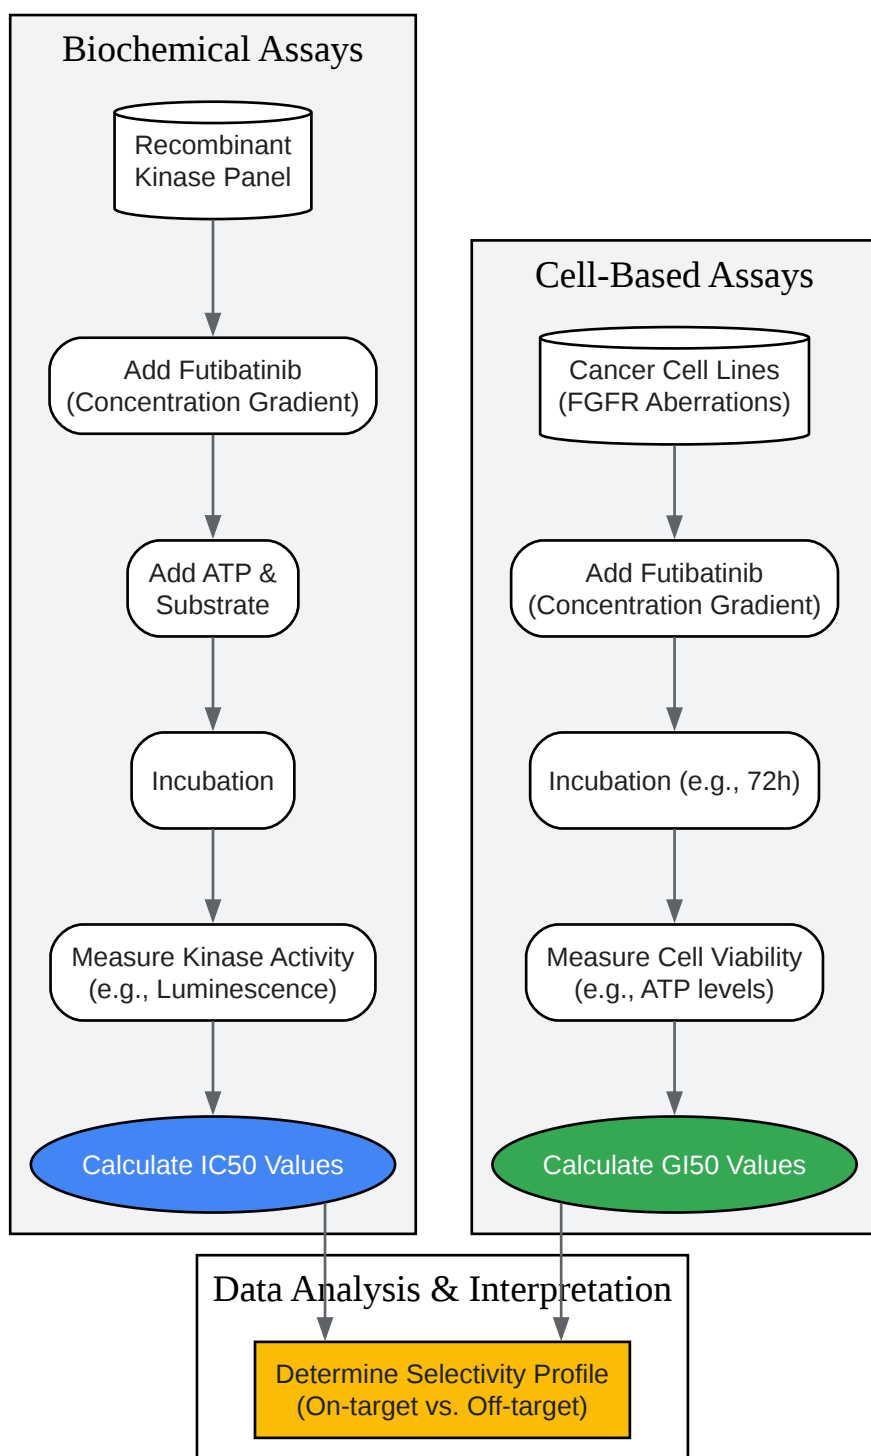 Biochemical Assays
Recombinant
Kinase Panel
Add Futibatinib
(Concentration Gradient)
Add ATP &
Substrate
Incubation
Measure Kinase Activity
(e.g., Luminescence)
Calculate IC50 Values
Cell-Based Assays
Cancer Cell Lines
(FGFR Aberrations)
Add Futibatinib
(Concentration Gradient)
Incubation (e.g., 72h)
Measure Cell Viability
(e.g., ATP levels)
Calculate GI50 Values
Data Analysis & Interpretation
Determine Selectivity Profile
(On-target vs. Off-target)